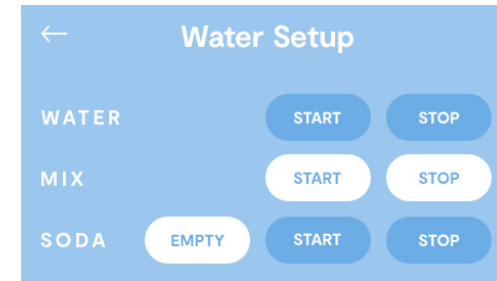 ← Water Setup
WATER START STOP
MIX START STOP
SODA EMPTY START STOP